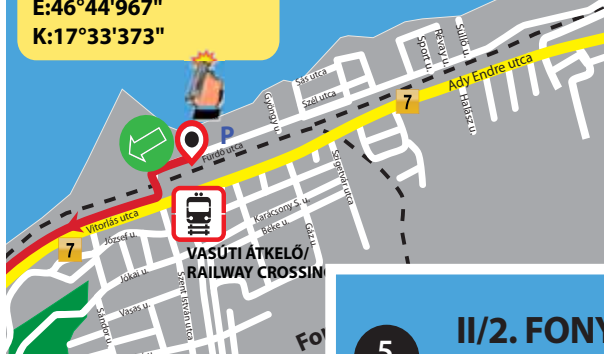 E:46°44'967"
K:17°33'373"
Sport u.
Révay u.
Süllő u.
Ady Endre utca
Sás utca
Szél utca
Gyöngy u.
7
Halász u.
P
Fürdő utca
Szigetvár utca
Vitorlás utca
Karácsony S. u.
Béke u.
Gáz u.
József u.
7
VASÚTI ÁTKELŐ/
RAILWAY CROSSING
Jókai u.
Vasas u.
Sándor u.
Szent István utca
5
II/2. FONY